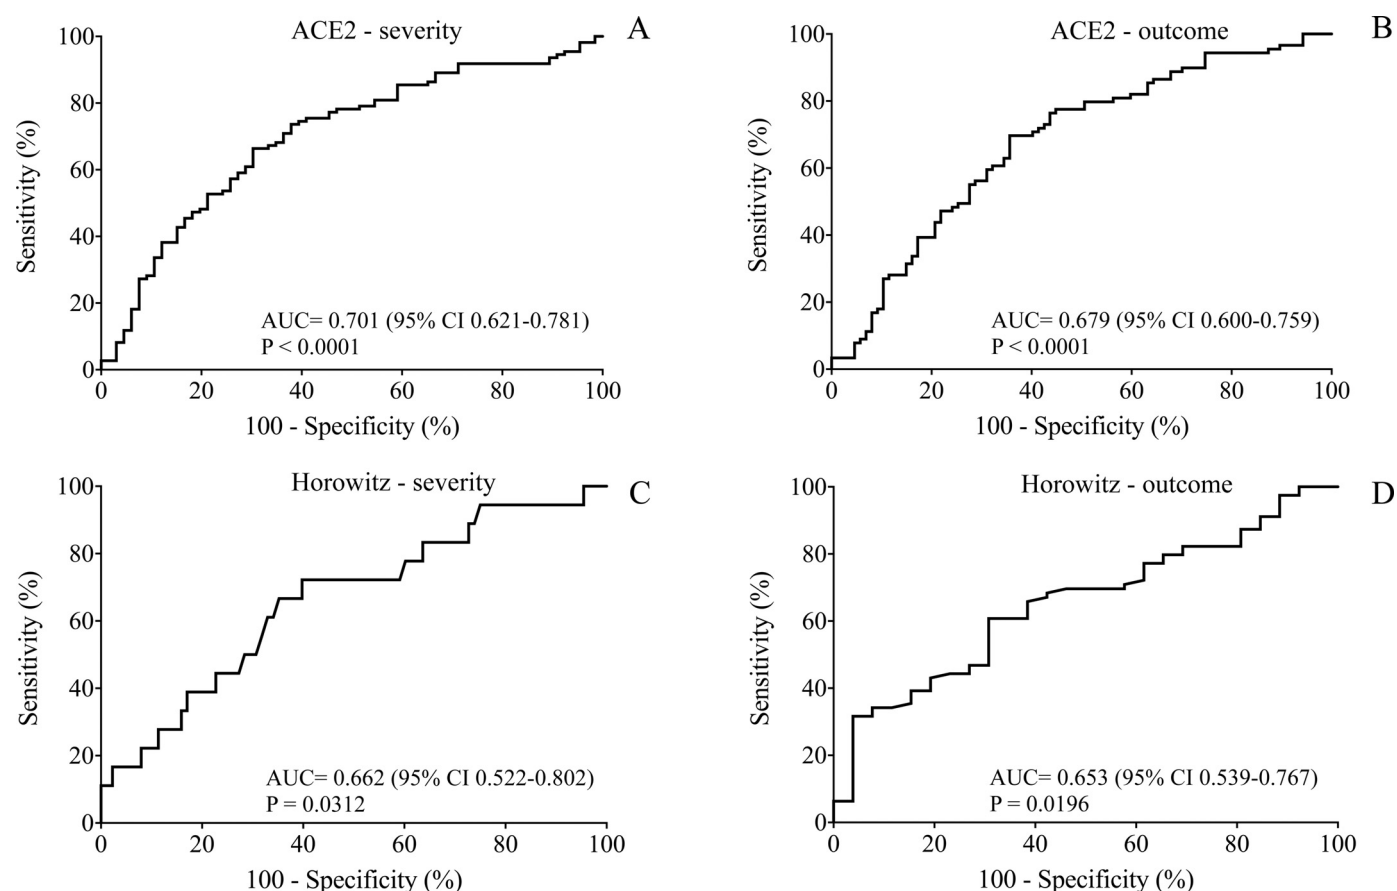 ACE2 - severity
A
100
80
60
40
20
0
Sensitivity (%)
AUC= 0.701 (95% CI 0.621-0.781)
P < 0.0001
0 20 40 60 80 100
100 - Specificity (%)
ACE2 - outcome
B
100
80
60
40
20
0
Sensitivity (%)
AUC= 0.679 (95% CI 0.600-0.759)
P < 0.0001
0 20 40 60 80 100
100 - Specificity (%)
Horowitz - severity
C
100
80
60
40
20
0
Sensitivity (%)
AUC= 0.662 (95% CI 0.522-0.802)
P = 0.0312
0 20 40 60 80 100
100 - Specificity (%)
Horowitz - outcome
D
100
80
60
40
20
0
Sensitivity (%)
AUC= 0.653 (95% CI 0.539-0.767)
P = 0.0196
0 20 40 60 80 100
100 - Specificity (%)